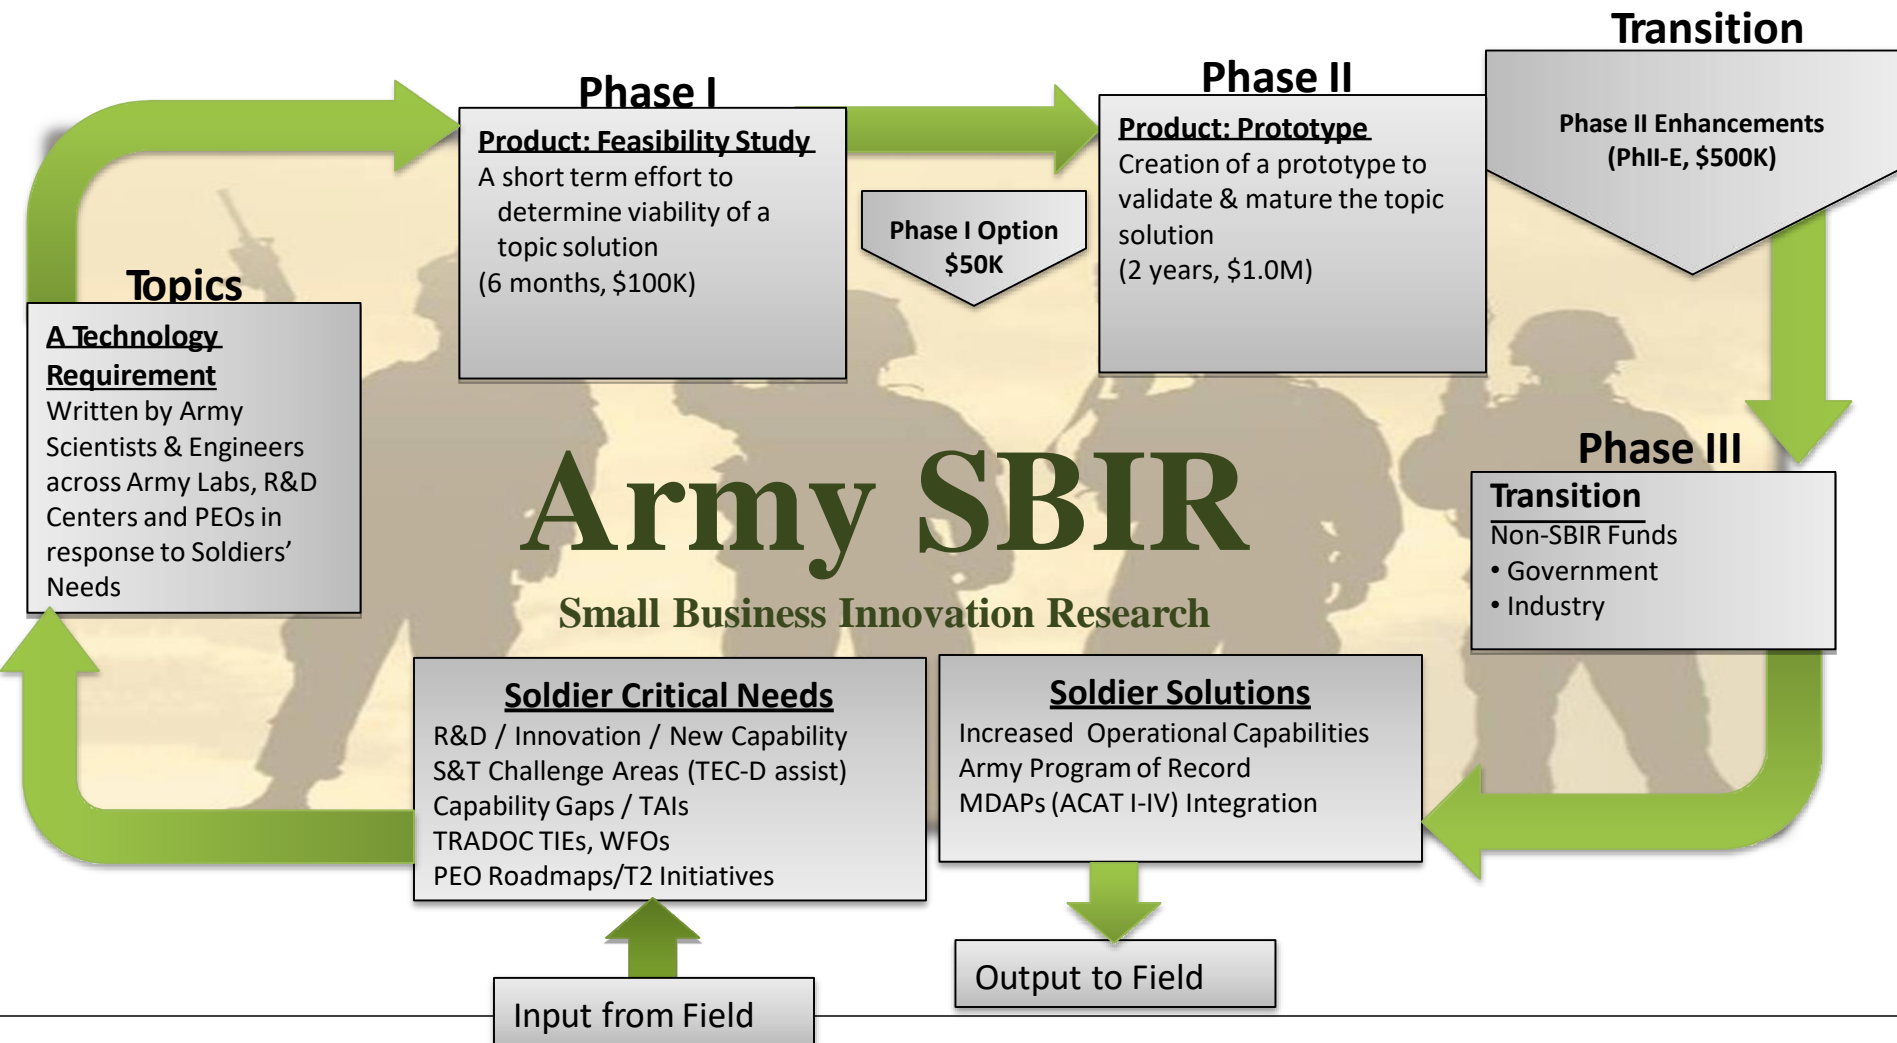 Transition
Phase II Enhancements
(PhII-E, $500K)
Phase I
Product: Feasibility Study
A short term effort to
determine viability of a
topic solution
(6 months, $100K)
Phase I Option
$50K
Phase II
Product: Prototype
Creation of a prototype to
validate & mature the topic
solution
(2 years, $1.0M)
Topics
A Technology
Requirement
Written by Army
Scientists & Engineers
across Army Labs, R&D
Centers and PEOs in
response to Soldiers’
Needs
Army SBIR
Small Business Innovation Research
Phase III
Transition
Non-SBIR Funds
• Government
• Industry
Soldier Critical Needs
R&D / Innovation / New Capability
S&T Challenge Areas (TEC-D assist)
Capability Gaps / TAIs
TRADOC TIEs, WFOs
PEO Roadmaps/T2 Initiatives
Soldier Solutions
Increased Operational Capabilities
Army Program of Record
MDAPs (ACAT I-IV) Integration
Input from Field
Output to Field